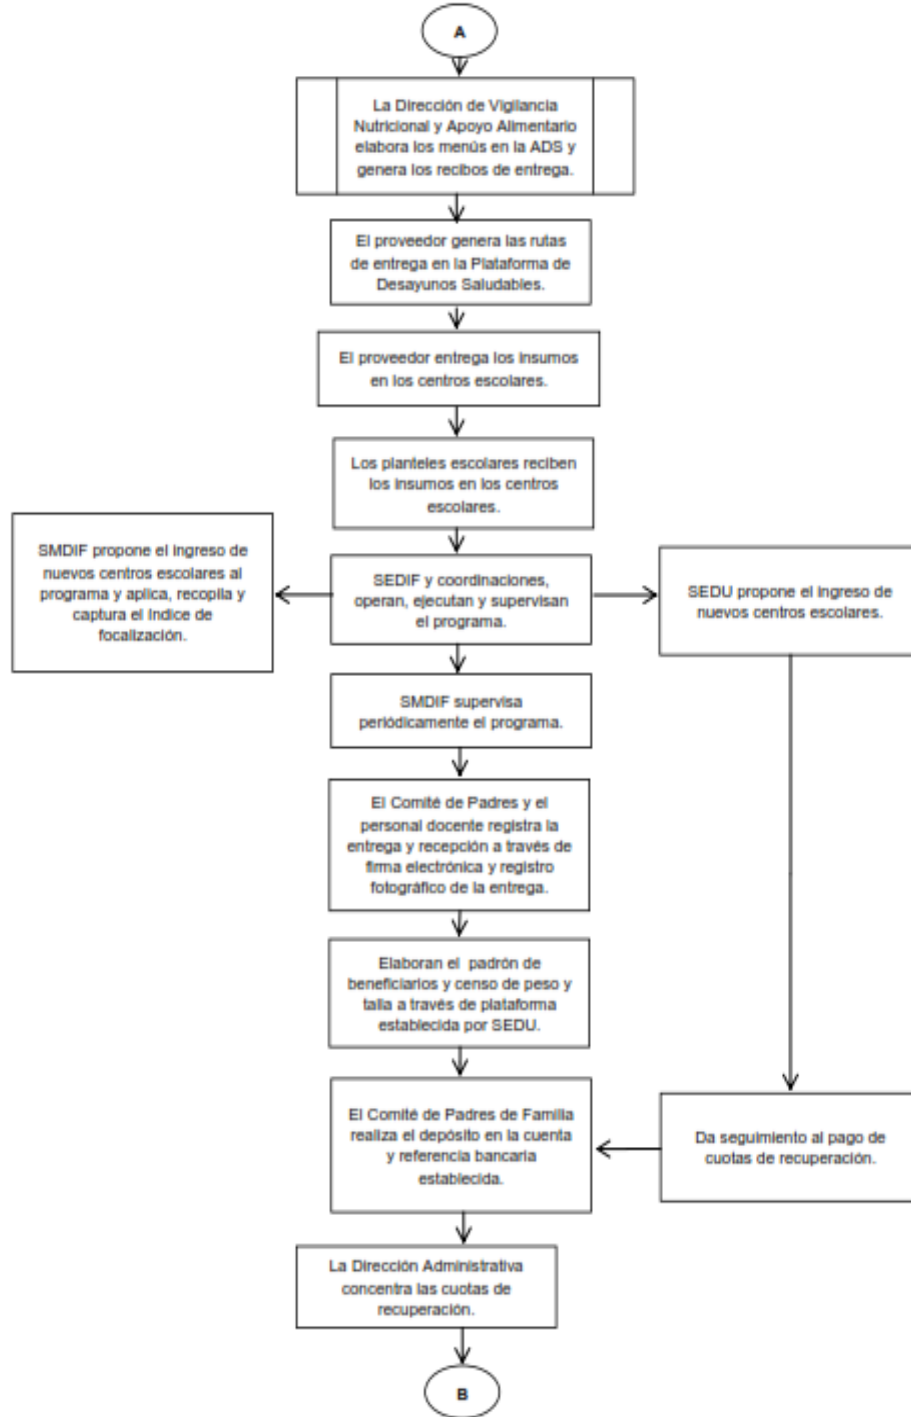 A
La Dirección de Vigilancia
Nutricional y Apoyo Alimentario
elabora los menús en la ADS y
genera los recibos de entrega.
El proveedor genera las rutas
de entrega en la Plataforma de
Desayunos Saludables.
El proveedor entrega los insumos
en los centros escolares.
Los planteles escolares reciben
los insumos en los centros
escolares.
SMDIF propone el ingreso de
nuevos centros escolares al
programa y aplica, recopila y
captura el índice de
focalización.
SEDIF y coordinaciones,
operan, ejecutan y supervisan
el programa.
SEDU propone el ingreso de
nuevos centros escolares.
SMDIF supervisa
periódicamente el programa.
El Comité de Padres y el
personal docente registra la
entrega y recepción a través de
firma electrónica y registro
fotográfico de la entrega.
Elaboran el padrón de
beneficiarios y censo de peso y
talla a través de plataforma
establecida por SEDU.
El Comité de Padres de Familia
realiza el depósito en la cuenta
y referencia bancaria
establecida.
Da seguimiento al pago de
cuotas de recuperación.
La Dirección Administrativa
concentra las cuotas de
recuperación.
B